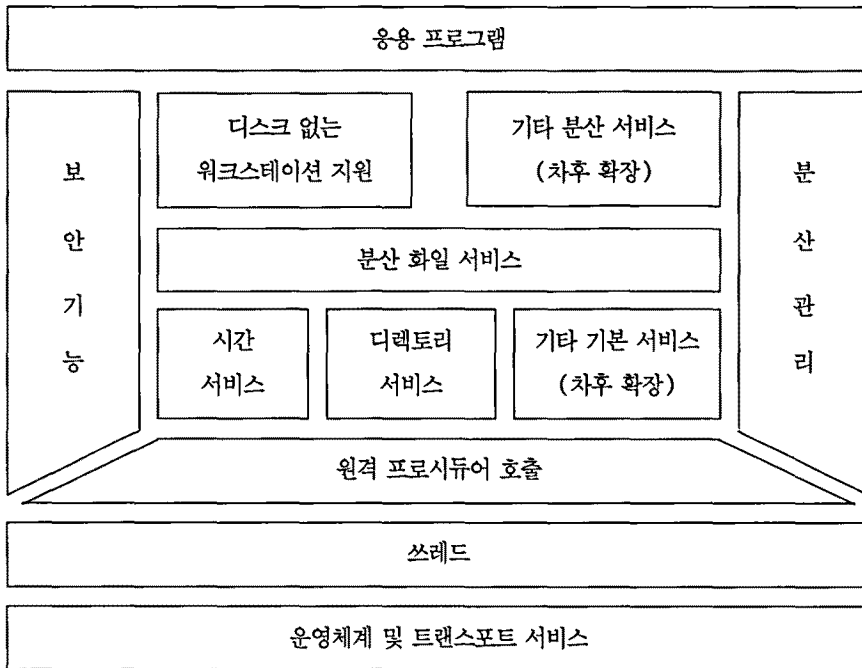 응용 프로그램
보안기능
디스크 없는
워크스테이션 지원
기타 분산 서비스
(차후 확장)
분산관리
분산 화일 서비스
시간
서비스
디렉토리
서비스
기타 기본 서비스
(차후 확장)
원격 프로시듀어 호출
쓰레드
운영체계 및 트랜스포트 서비스